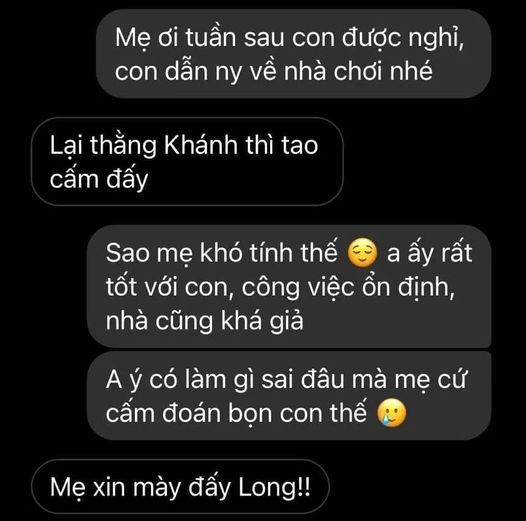 Mẹ ơi tuần sau con được nghỉ,
con dẫn ny về nhà chơi nhé
Lại thằng Khánh thì tao
cấm đấy
Sao mẹ khó tính thế 😌 a ấy rất
tốt với con, công việc ổn định,
nhà cũng khá giả
A ý có làm gì sai đâu mà mẹ cứ
cấm đoán bọn con thế 🥲
Mẹ xin mày đấy Long!!